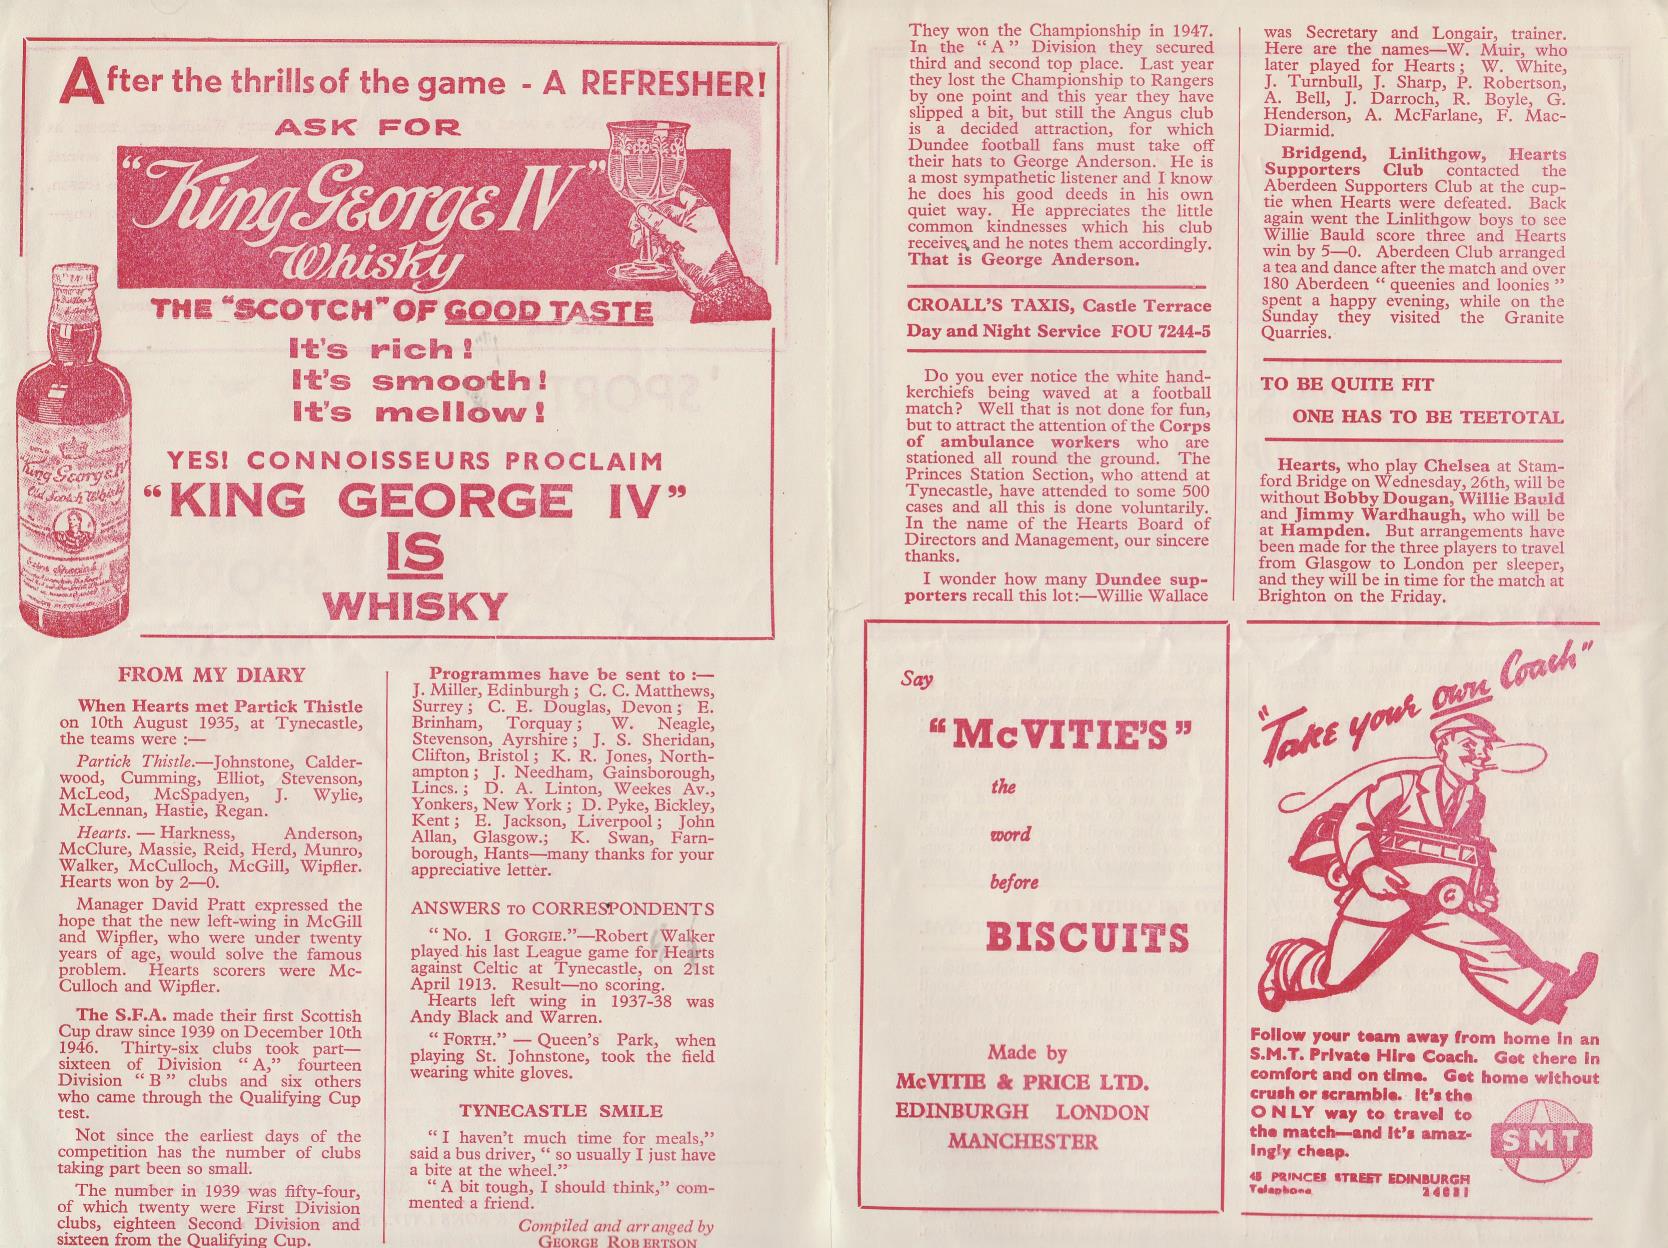 After the thrills of the game - A REFRESHER!
ASK FOR
"King George IV"
Whisky
THE "SCOTCH" OF GOOD TASTE
It's rich!
It's smooth!
It's mellow!
YES! CONNOISSEURS PROCLAIM
"KING GEORGE IV"
IS
WHISKY
King George IV
Old Scotch Whisky
FROM MY DIARY
When Hearts met Partick Thistle
on 10th August 1935, at Tynecastle,
the teams were :—
Partick Thistle.—Johnstone, Calder-
wood, Cumming, Elliot, Stevenson,
McLeod, McSpadyen, J. Wylie,
McLennan, Hastie, Regan.
Hearts. — Harkness, Anderson,
McClure, Massie, Reid, Herd, Munro,
Walker, McCulloch, McGill, Wipfler.
Hearts won by 2—0.
Manager David Pratt expressed the
hope that the new left-wing in McGill
and Wipfler, who were under twenty
years of age, would solve the famous
problem. Hearts scorers were Mc-
Culloch and Wipfler.
The S.F.A. made their first Scottish
Cup draw since 1939 on December 10th
1946. Thirty-six clubs took part—
sixteen of Division "A," fourteen
Division "B" clubs and six others
who came through the Qualifying Cup
test.
Not since the earliest days of the
competition has the number of clubs
taking part been so small.
The number in 1939 was fifty-four,
of which twenty were First Division
clubs, eighteen Second Division and
sixteen from the Qualifying Cup.
Programmes have be sent to :—
J. Miller, Edinburgh ; C. C. Matthews,
Surrey ; C. E. Douglas, Devon ; E.
Brinham, Torquay ; W. Neagle,
Stevenson, Ayrshire ; J. S. Sheridan,
Clifton, Bristol ; K. R. Jones, North-
ampton ; J. Needham, Gainsborough,
Lincs. ; D. A. Linton, Weekes Av.,
Yonkers, New York ; D. Pyke, Bickley,
Kent ; E. Jackson, Liverpool ; John
Allan, Glasgow.; K. Swan, Farn-
borough, Hants—many thanks for your
appreciative letter.
ANSWERS TO CORRESPONDENTS
"No. 1 GORGIE."—Robert Walker
played his last League game for Hearts
against Celtic at Tynecastle, on 21st
April 1913. Result—no scoring.
Hearts left wing in 1937-38 was
Andy Black and Warren.
"FORTH." — Queen's Park, when
playing St. Johnstone, took the field
wearing white gloves.
TYNECASTLE SMILE
"I haven't much time for meals,"
said a bus driver, "so usually I just have
a bite at the wheel."
"A bit tough, I should think," com-
mented a friend.
Compiled and arranged by
GEORGE ROBERTSON
They won the Championship in 1947.
In the "A" Division they secured
third and second top place. Last year
they lost the Championship to Rangers
by one point and this year they have
slipped a bit, but still the Angus club
is a decided attraction, for which
Dundee football fans must take off
their hats to George Anderson. He is
a most sympathetic listener and I know
he does his good deeds in his own
quiet way. He appreciates the little
common kindnesses which his club
receives and he notes them accordingly.
That is George Anderson.
CROALL'S TAXIS, Castle Terrace
Day and Night Service FOU 7244-5
Do you ever notice the white hand-
kerchiefs being waved at a football
match? Well that is not done for fun,
but to attract the attention of the Corps
of ambulance workers who are
stationed all round the ground. The
Princes Station Section, who attend at
Tynecastle, have attended to some 500
cases and all this is done voluntarily.
In the name of the Hearts Board of
Directors and Management, our sincere
thanks.
I wonder how many Dundee sup-
porters recall this lot:—Willie Wallace
was Secretary and Longair, trainer.
Here are the names—W. Muir, who
later played for Hearts ; W. White,
J. Turnbull, J. Sharp, P. Robertson,
A. Bell, J. Darroch, R. Boyle, G.
Henderson, A. McFarlane, F. Mac-
Diarmid.
Bridgend, Linlithgow, Hearts
Supporters Club contacted the
Aberdeen Supporters Club at the cup-
tie when Hearts were defeated. Back
again went the Linlithgow boys to see
Willie Bauld score three and Hearts
win by 5—0. Aberdeen Club arranged
a tea and dance after the match and over
180 Aberdeen "queenies and loonies"
spent a happy evening, while on the
Sunday they visited the Granite
Quarries.
TO BE QUITE FIT
ONE HAS TO BE TEETOTAL
Hearts, who play Chelsea at Stam-
ford Bridge on Wednesday, 26th, will be
without Bobby Dougan, Willie Bauld
and Jimmy Wardhaugh, who will be
at Hampden. But arrangements have
been made for the three players to travel
from Glasgow to London per sleeper,
and they will be in time for the match at
Brighton on the Friday.
Say
"McVITIE'S"
the
word
before
BISCUITS
Made by
McVITIE & PRICE LTD.
EDINBURGH LONDON
MANCHESTER
"Take your own Coach"
Follow your team away from home in an
S.M.T. Private Hire Coach. Get there in
comfort and on time. Get home without
crush or scramble. It's the
ONLY way to travel to
the match—and it's amaz-
ingly cheap.
SMT
45 PRINCES STREET EDINBURGH
Telephone